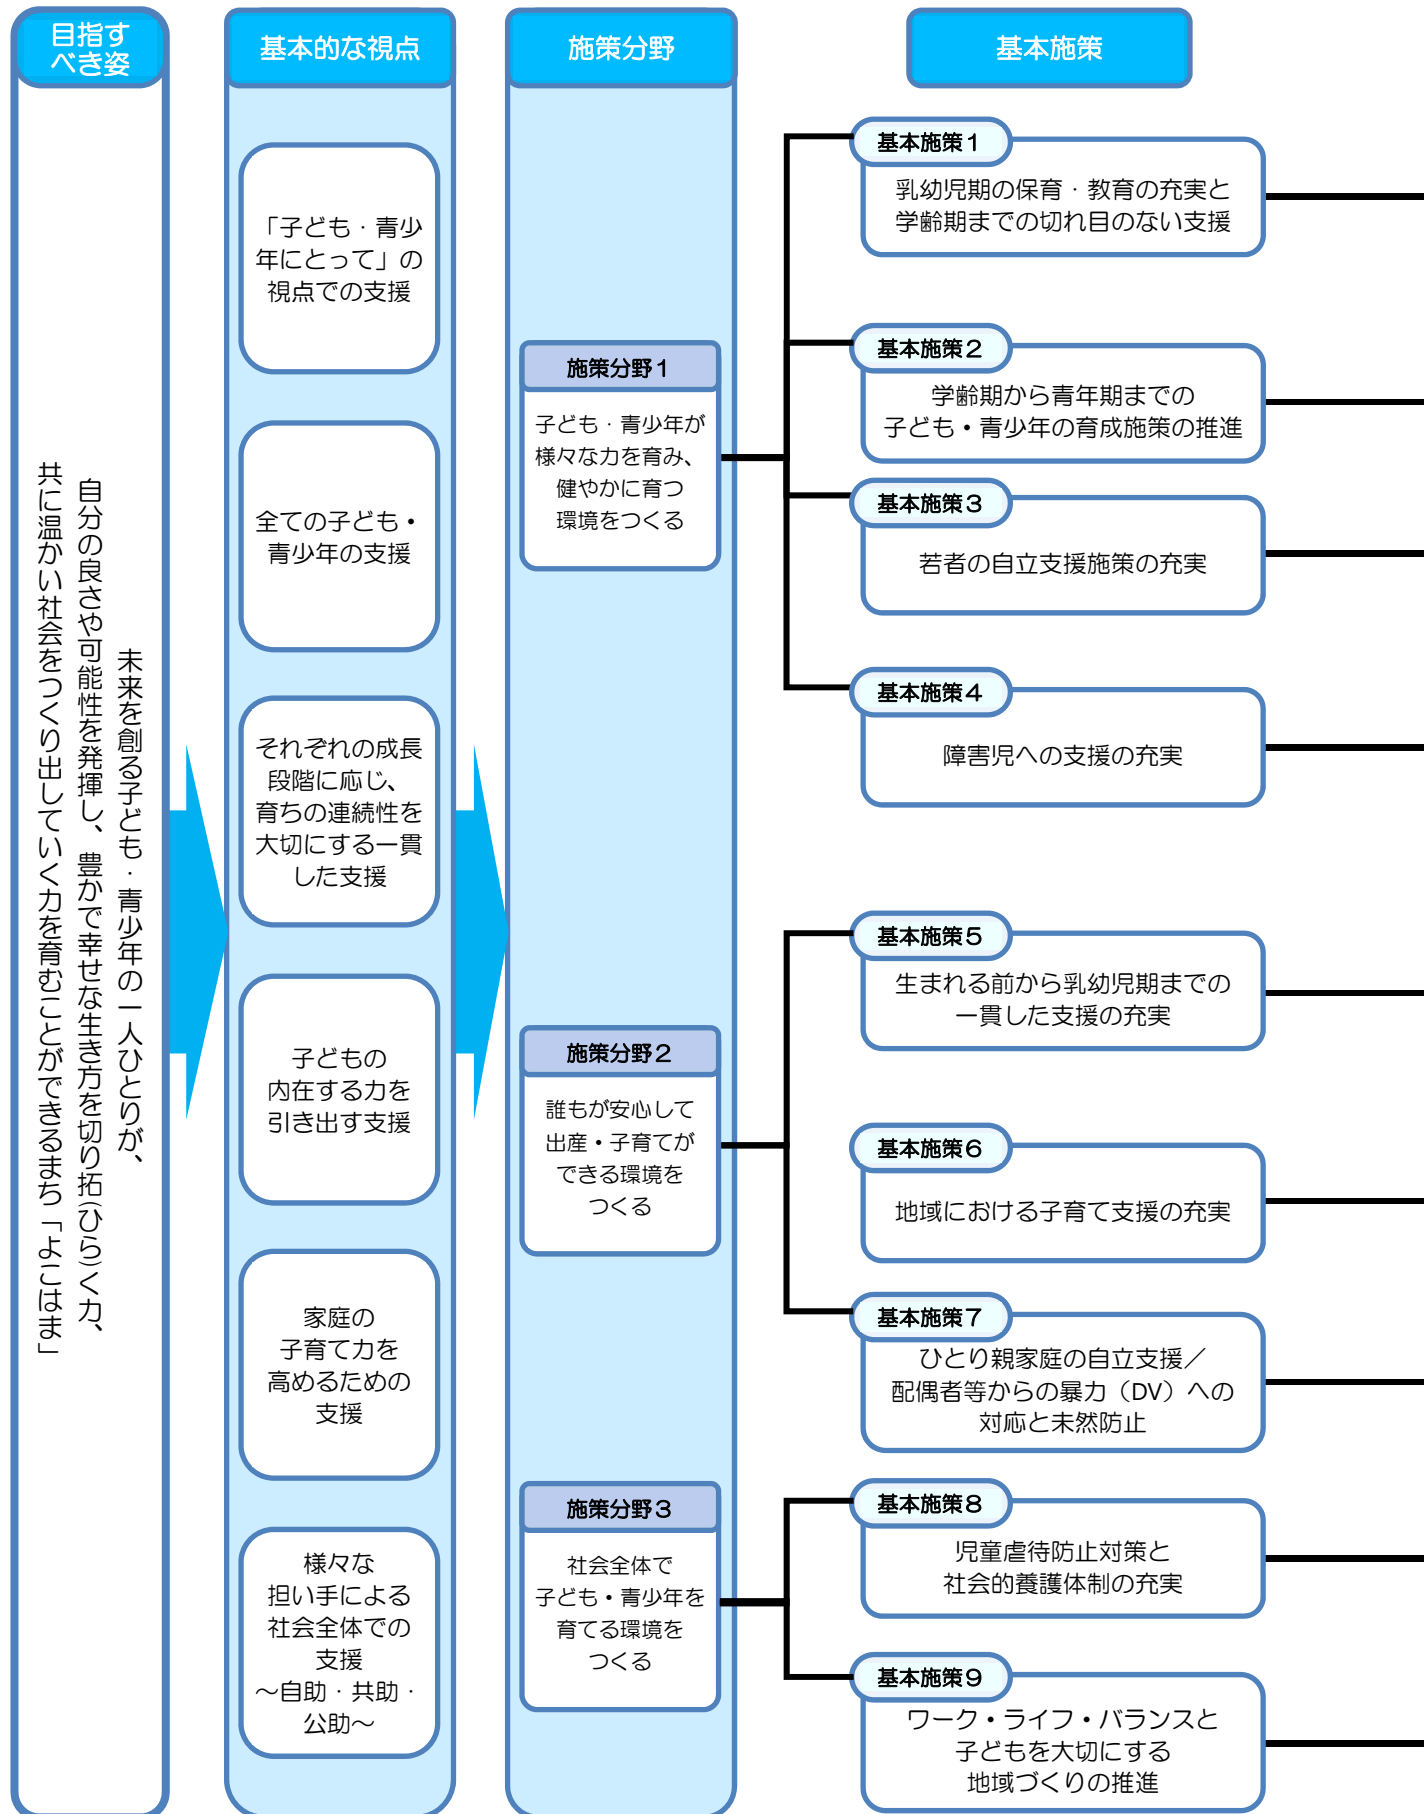 目指す
べき姿
未来を創る子ども・青少年の一人ひとりが、
自分の良さや可能性を発揮し、豊かで幸せな生き方を切り拓(ひら)く力、
共に温かい社会をつくり出していく力を育むことができるまち「よこはま」
基本的な視点
「子ども・青少
年にとって」の
視点での支援
全ての子ども・
青少年の支援
それぞれの成長
段階に応じ、
育ちの連続性を
大切にする一貫
した支援
子どもの
内在する力を
引き出す支援
家庭の
子育て力を
高めるための
支援
様々な
担い手による
社会全体での
支援
～自助・共助・
公助～
施策分野
施策分野１
子ども・青少年が
様々な力を育み、
健やかに育つ
環境をつくる
施策分野２
誰もが安心して
出産・子育てが
できる環境を
つくる
施策分野３
社会全体で
子ども・青少年を
育てる環境を
つくる
基本施策
基本施策１
乳幼児期の保育・教育の充実と
学齢期までの切れ目のない支援
基本施策２
学齢期から青年期までの
子ども・青少年の育成施策の推進
基本施策３
若者の自立支援施策の充実
基本施策４
障害児への支援の充実
基本施策５
生まれる前から乳幼児期までの
一貫した支援の充実
基本施策６
地域における子育て支援の充実
基本施策７
ひとり親家庭の自立支援／
配偶者等からの暴力（DV）への
対応と未然防止
基本施策８
児童虐待防止対策と
社会的養護体制の充実
基本施策９
ワーク・ライフ・バランスと
子どもを大切にする
地域づくりの推進